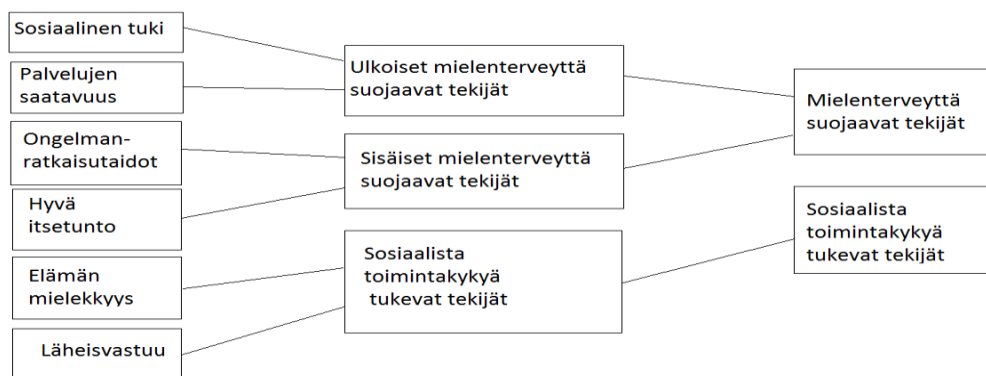 Sosiaalinen tuki
Palvelujen
saatavuus
Ongelman-
ratkaisutaidot
Hyvä
itsetunto
Elämän
mielekkyys
Läheisvastuu
Ulkoiset mielenterveyttä
suojaavat tekijät
Sisäiset mielenterveyttä
suojaavat tekijät
Sosiaalista
toimintakykyä
tukevat tekijät
Mielenterveyttä
suojaavat tekijät
Sosiaalista
toimintakykyä
tukevat tekijät